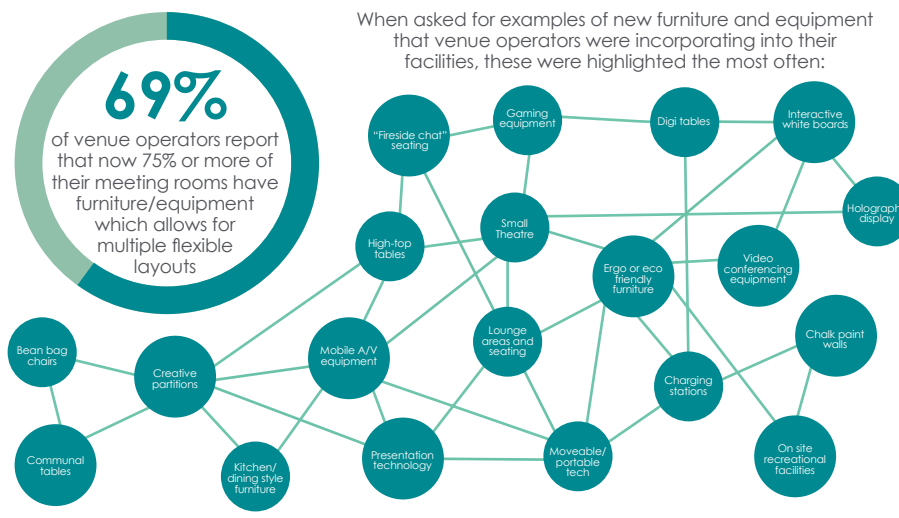 69%
of venue operators report
that now 75% or more of
their meeting rooms have
furniture/equipment
which allows for
multiple flexible
layouts
When asked for examples of new furniture and equipment
that venue operators were incorporating into their
facilities, these were highlighted the most often:
"Fireside chat"
seating
Gaming
equipment
Digi tables
Interactive
white boards
High-top
tables
Small
Theatre
Holograph
display
Ergo or eco
friendly
furniture
Video
conferencing
equipment
Bean bag
chairs
Creative
partitions
Mobile A/V
equipment
Lounge
areas and
seating
Charging
stations
Chalk paint
walls
Communal
tables
Kitchen/
dining style
furniture
Presentation
technology
Moveable/
portable
tech
On site
recreational
facilities